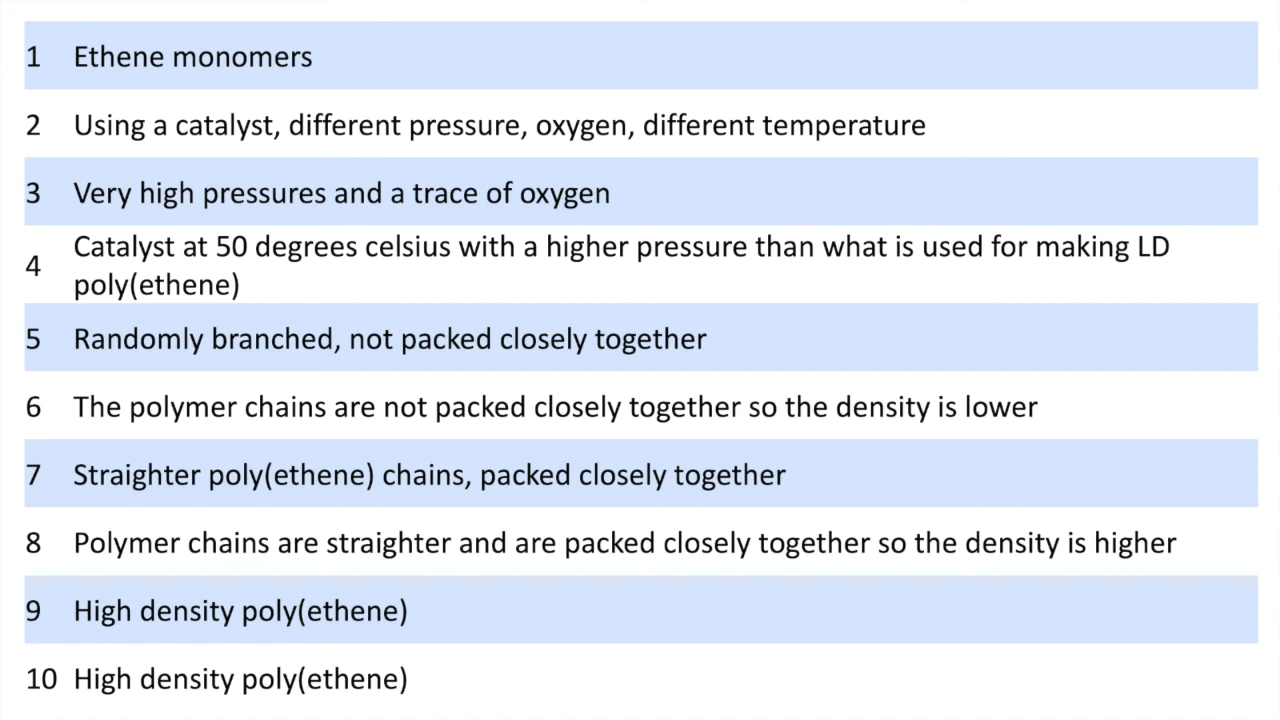 1 Ethene monomers
2 Using a catalyst, different pressure, oxygen, different temperature
3 Very high pressures and a trace of oxygen
4 Catalyst at 50 degrees celsius with a higher pressure than what is used for making LD
poly(ethene)
5 Randomly branched, not packed closely together
6 The polymer chains are not packed closely together so the density is lower
7 Straighter poly(ethene) chains, packed closely together
8 Polymer chains are straighter and are packed closely together so the density is higher
9 High density poly(ethene)
10 High density poly(ethene)